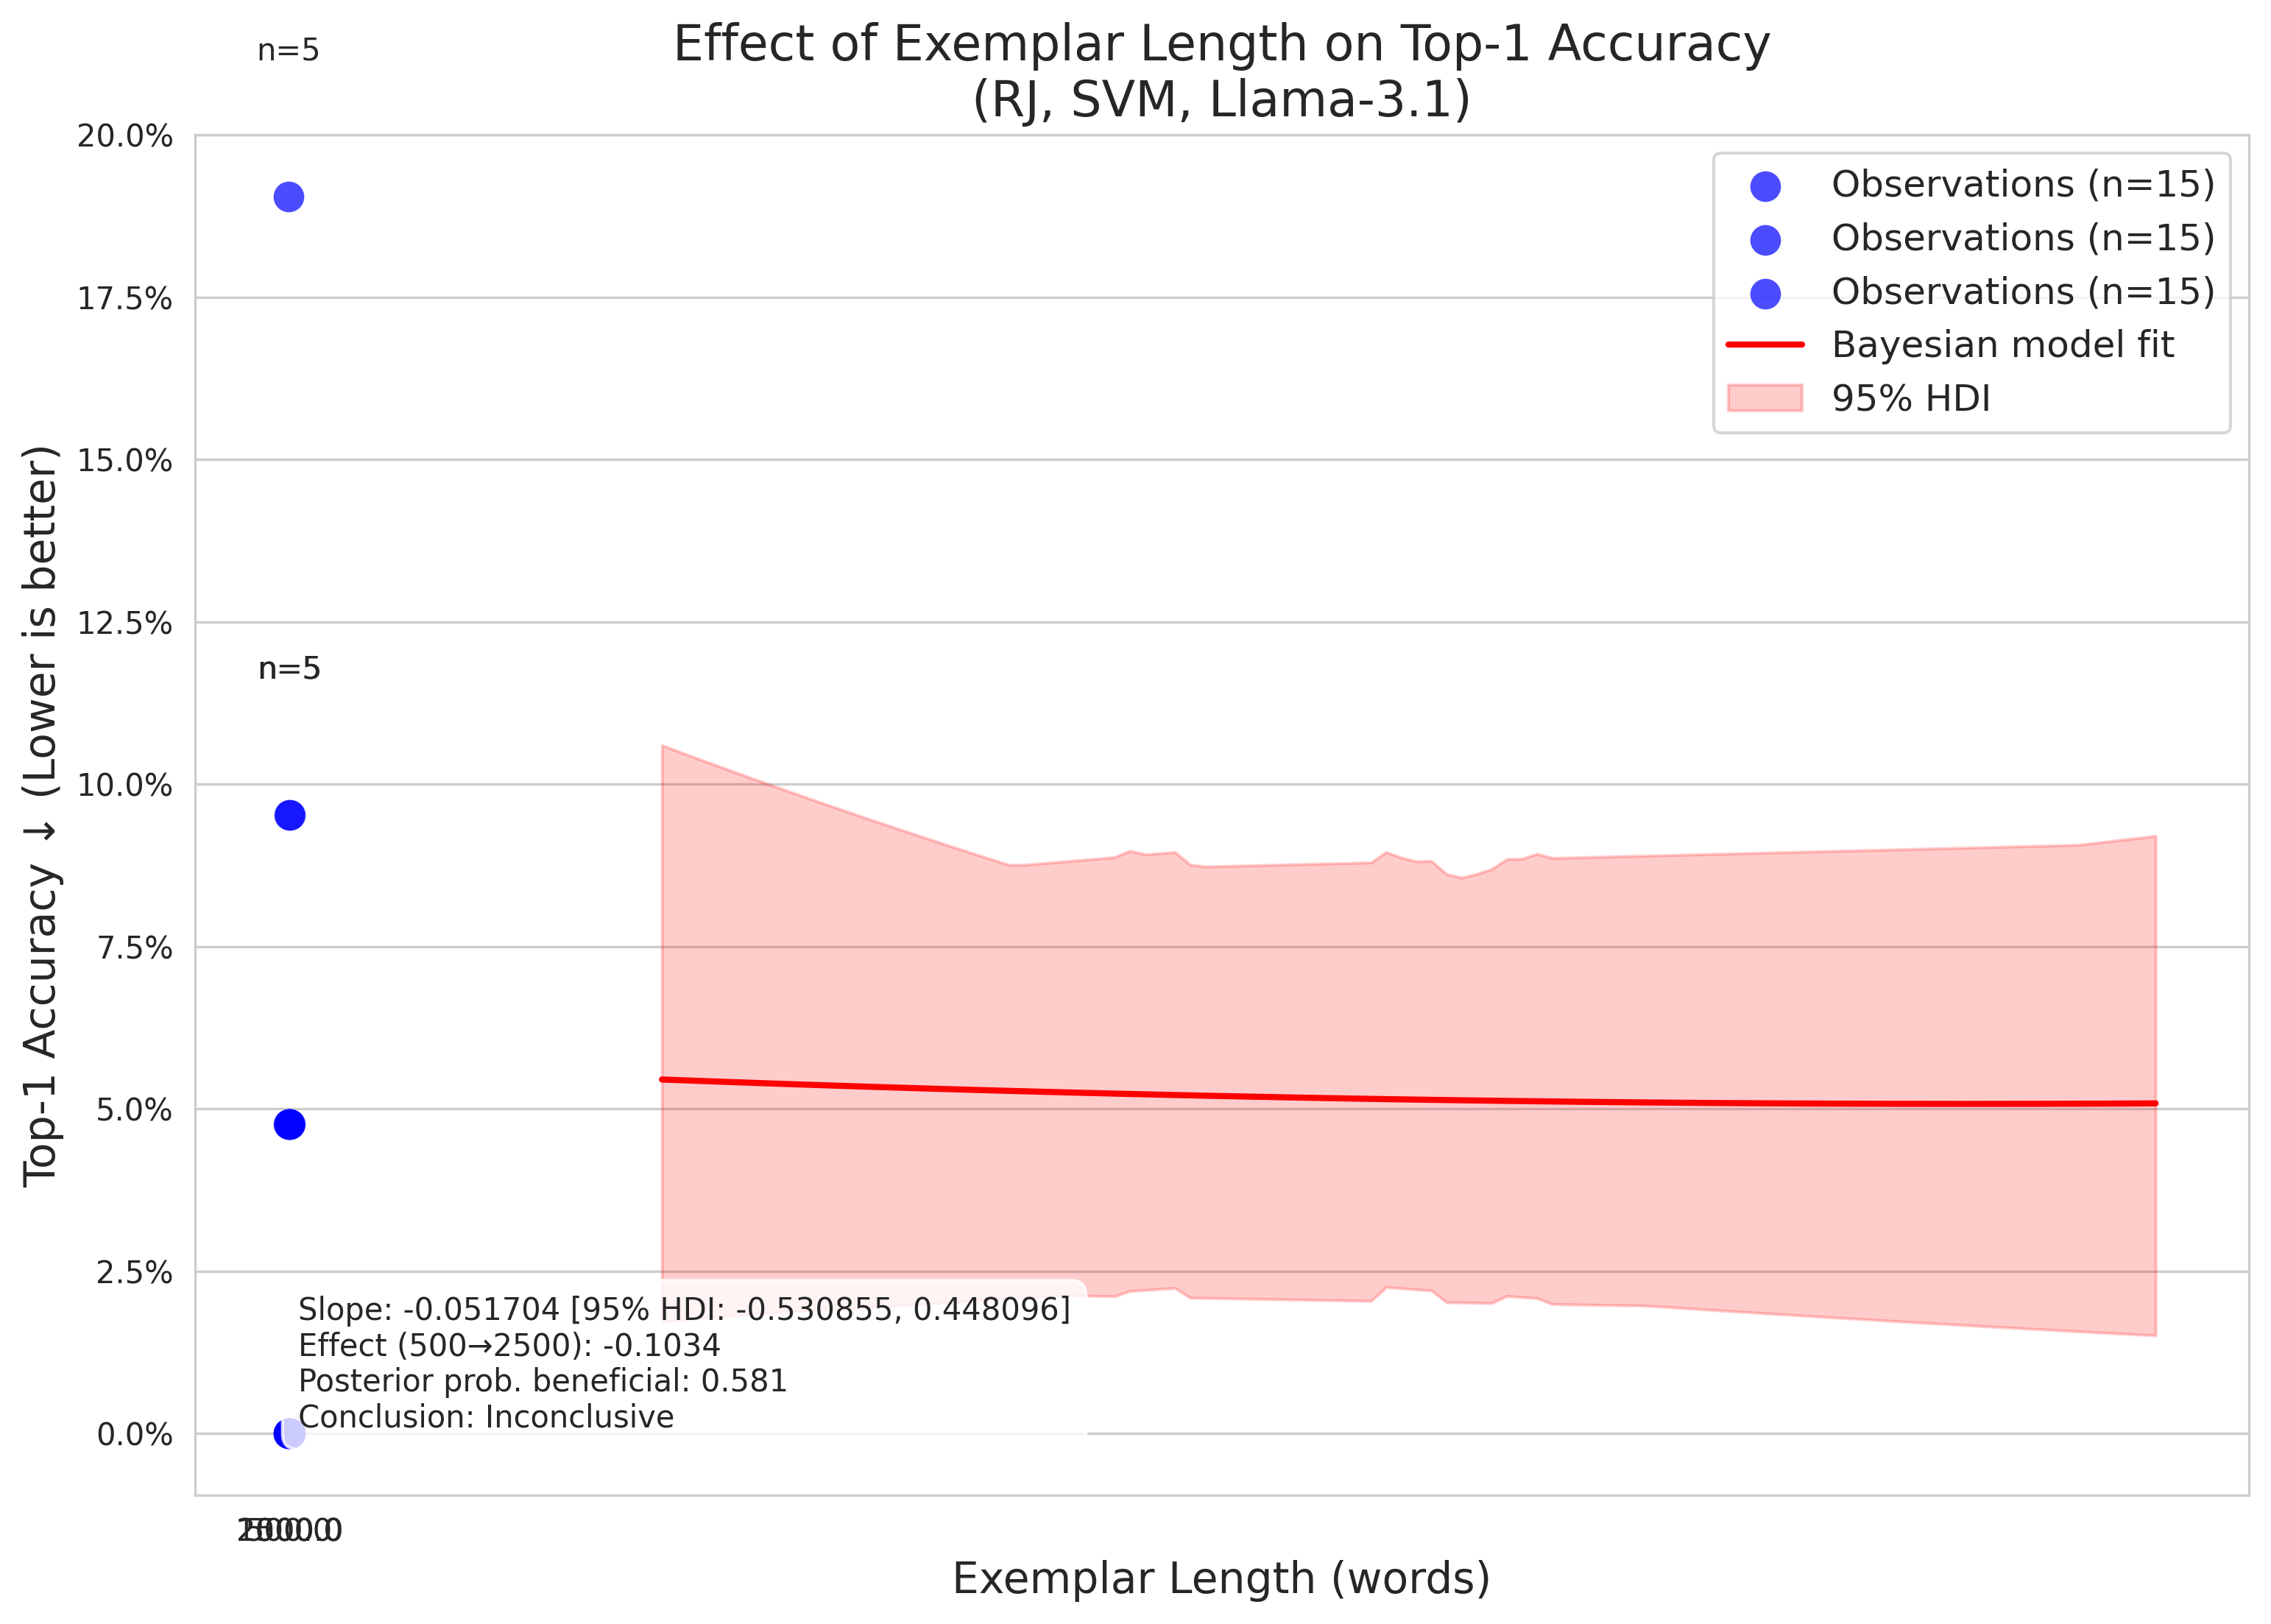 n=5
Effect of Exemplar Length on Top-1 Accuracy
(RJ, SVM, Llama-3.1)
20.0%
17.5%
15.0%
12.5%
10.0%
7.5%
5.0%
2.5%
0.0%
Top-1 Accuracy ↓ (Lower is better)
Observations (n=15)
Observations (n=15)
Observations (n=15)
Bayesian model fit
95% HDI
n=5
Slope: -0.051704 [95% HDI: -0.530855, 0.448096]
Effect (500→2500): -0.1034
Posterior prob. beneficial: 0.581
Conclusion: Inconclusive
Exemplar Length (words)